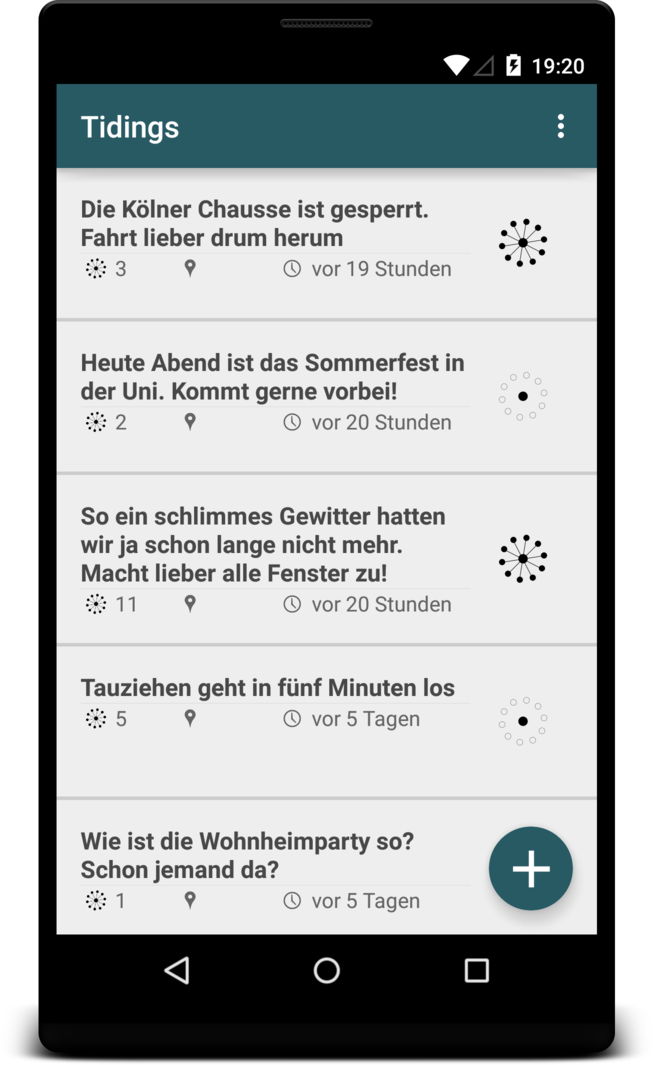 19:20
Tidings
Die Kölner Chausse ist gesperrt.
Fahrt lieber drum herum
3 vor 19 Stunden
Heute Abend ist das Sommerfest in
der Uni. Kommt gerne vorbei!
2 vor 20 Stunden
So ein schlimmes Gewitter hatten
wir ja schon lange nicht mehr.
Macht lieber alle Fenster zu!
11 vor 20 Stunden
Tauziehen geht in fünf Minuten los
5 vor 5 Tagen
Wie ist die Wohnheimparty so?
Schon jemand da?
1 vor 5 Tagen